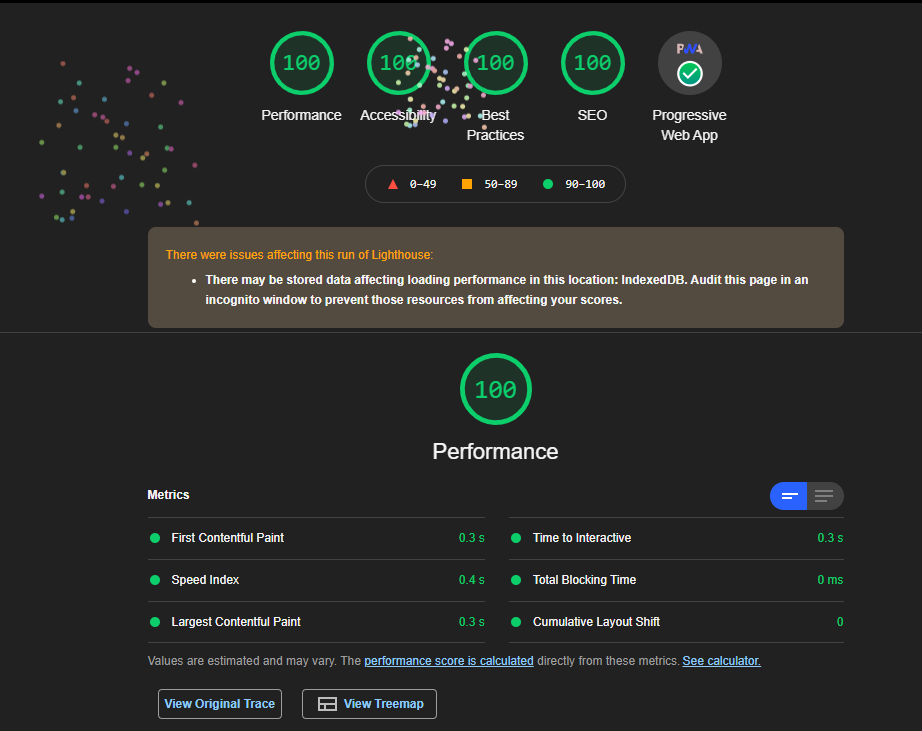 100 100 100 100 PWA
Performance Accessibility Best Practices SEO Progressive Web App
0–49 50–89 90–100
There were issues affecting this run of Lighthouse:
• There may be stored data affecting loading performance in this location: IndexedDB. Audit this page in an
incognito window to prevent those resources from affecting your scores.
100
Performance
Metrics
First Contentful Paint 0.3 s
Time to Interactive 0.3 s
Speed Index 0.4 s
Total Blocking Time 0 ms
Largest Contentful Paint 0.3 s
Cumulative Layout Shift 0
Values are estimated and may vary. The performance score is calculated directly from these metrics. See calculator.
View Original Trace
View Treemap